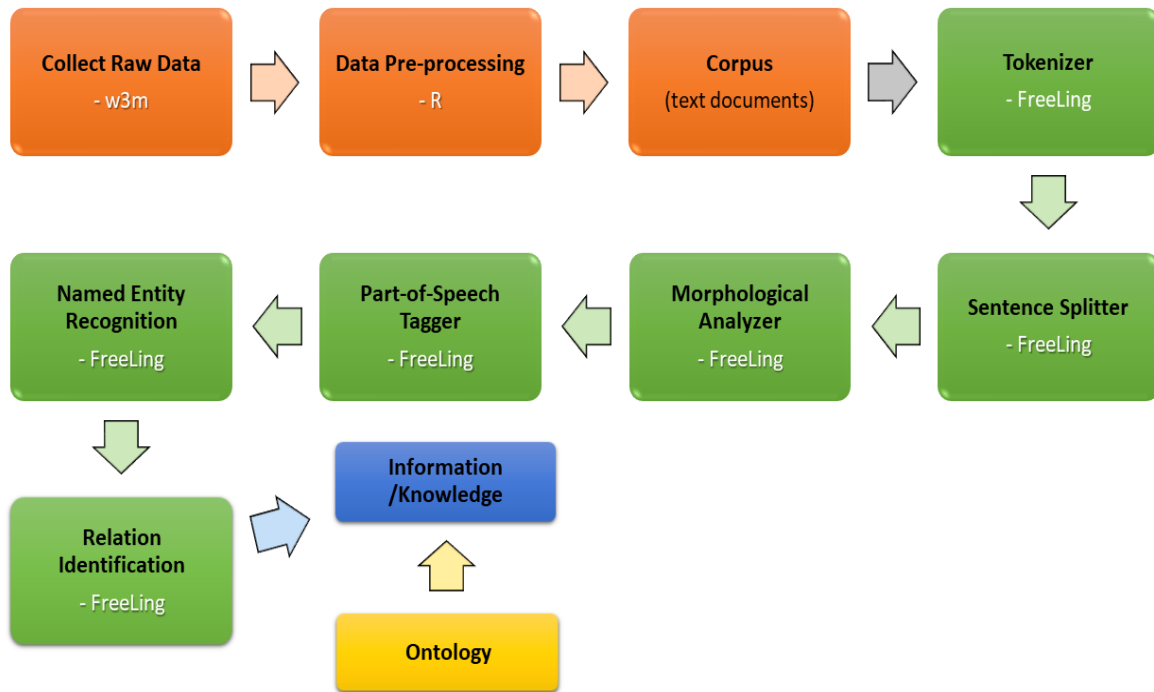 Collect Raw Data
- w3m
Data Pre-processing
- R
Corpus
(text documents)
Tokenizer
- FreeLing
Sentence Splitter
- FreeLing
Morphological
Analyzer
- FreeLing
Part-of-Speech
Tagger
- FreeLing
Named Entity
Recognition
- FreeLing
Relation
Identification
- FreeLing
Information
/Knowledge
Ontology